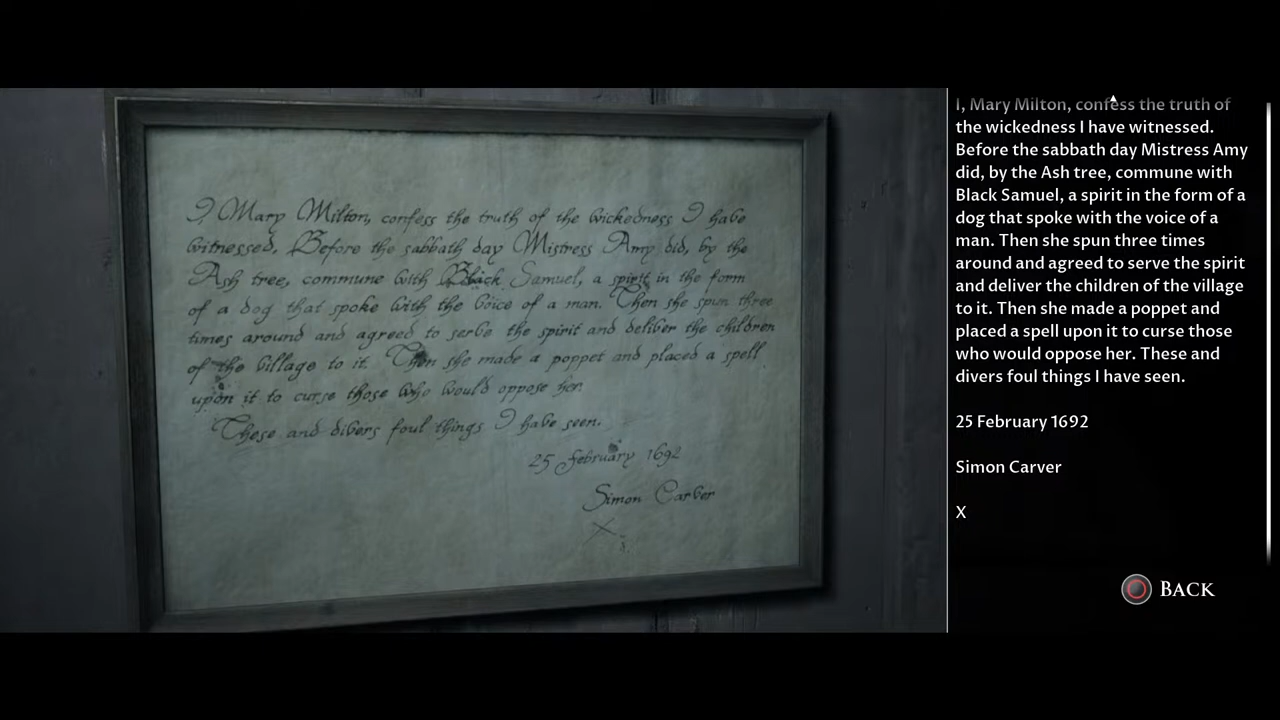 I Mary Milton, confess the truth of the wickedness I have
witnessed. Before the sabbath day Mistress Amy did, by the
Ash tree, commune with Black Samuel, a spirit in the form
of a dog that spoke with the voice of a man. Then she spun three
times around and agreed to serve the spirit and deliver the children
of the village to it. Then she made a poppet and placed a spell
upon it to curse those who would oppose her.
These and divers foul things I have seen.
25 February 1692
Simon Carver
X
I, Mary Milton, confess the truth of
the wickedness I have witnessed.
Before the sabbath day Mistress Amy
did, by the Ash tree, commune with
Black Samuel, a spirit in the form of a
dog that spoke with the voice of a
man. Then she spun three times
around and agreed to serve the spirit
and deliver the children of the village
to it. Then she made a poppet and
placed a spell upon it to curse those
who would oppose her. These and
divers foul things I have seen.
25 February 1692
Simon Carver
X
BACK